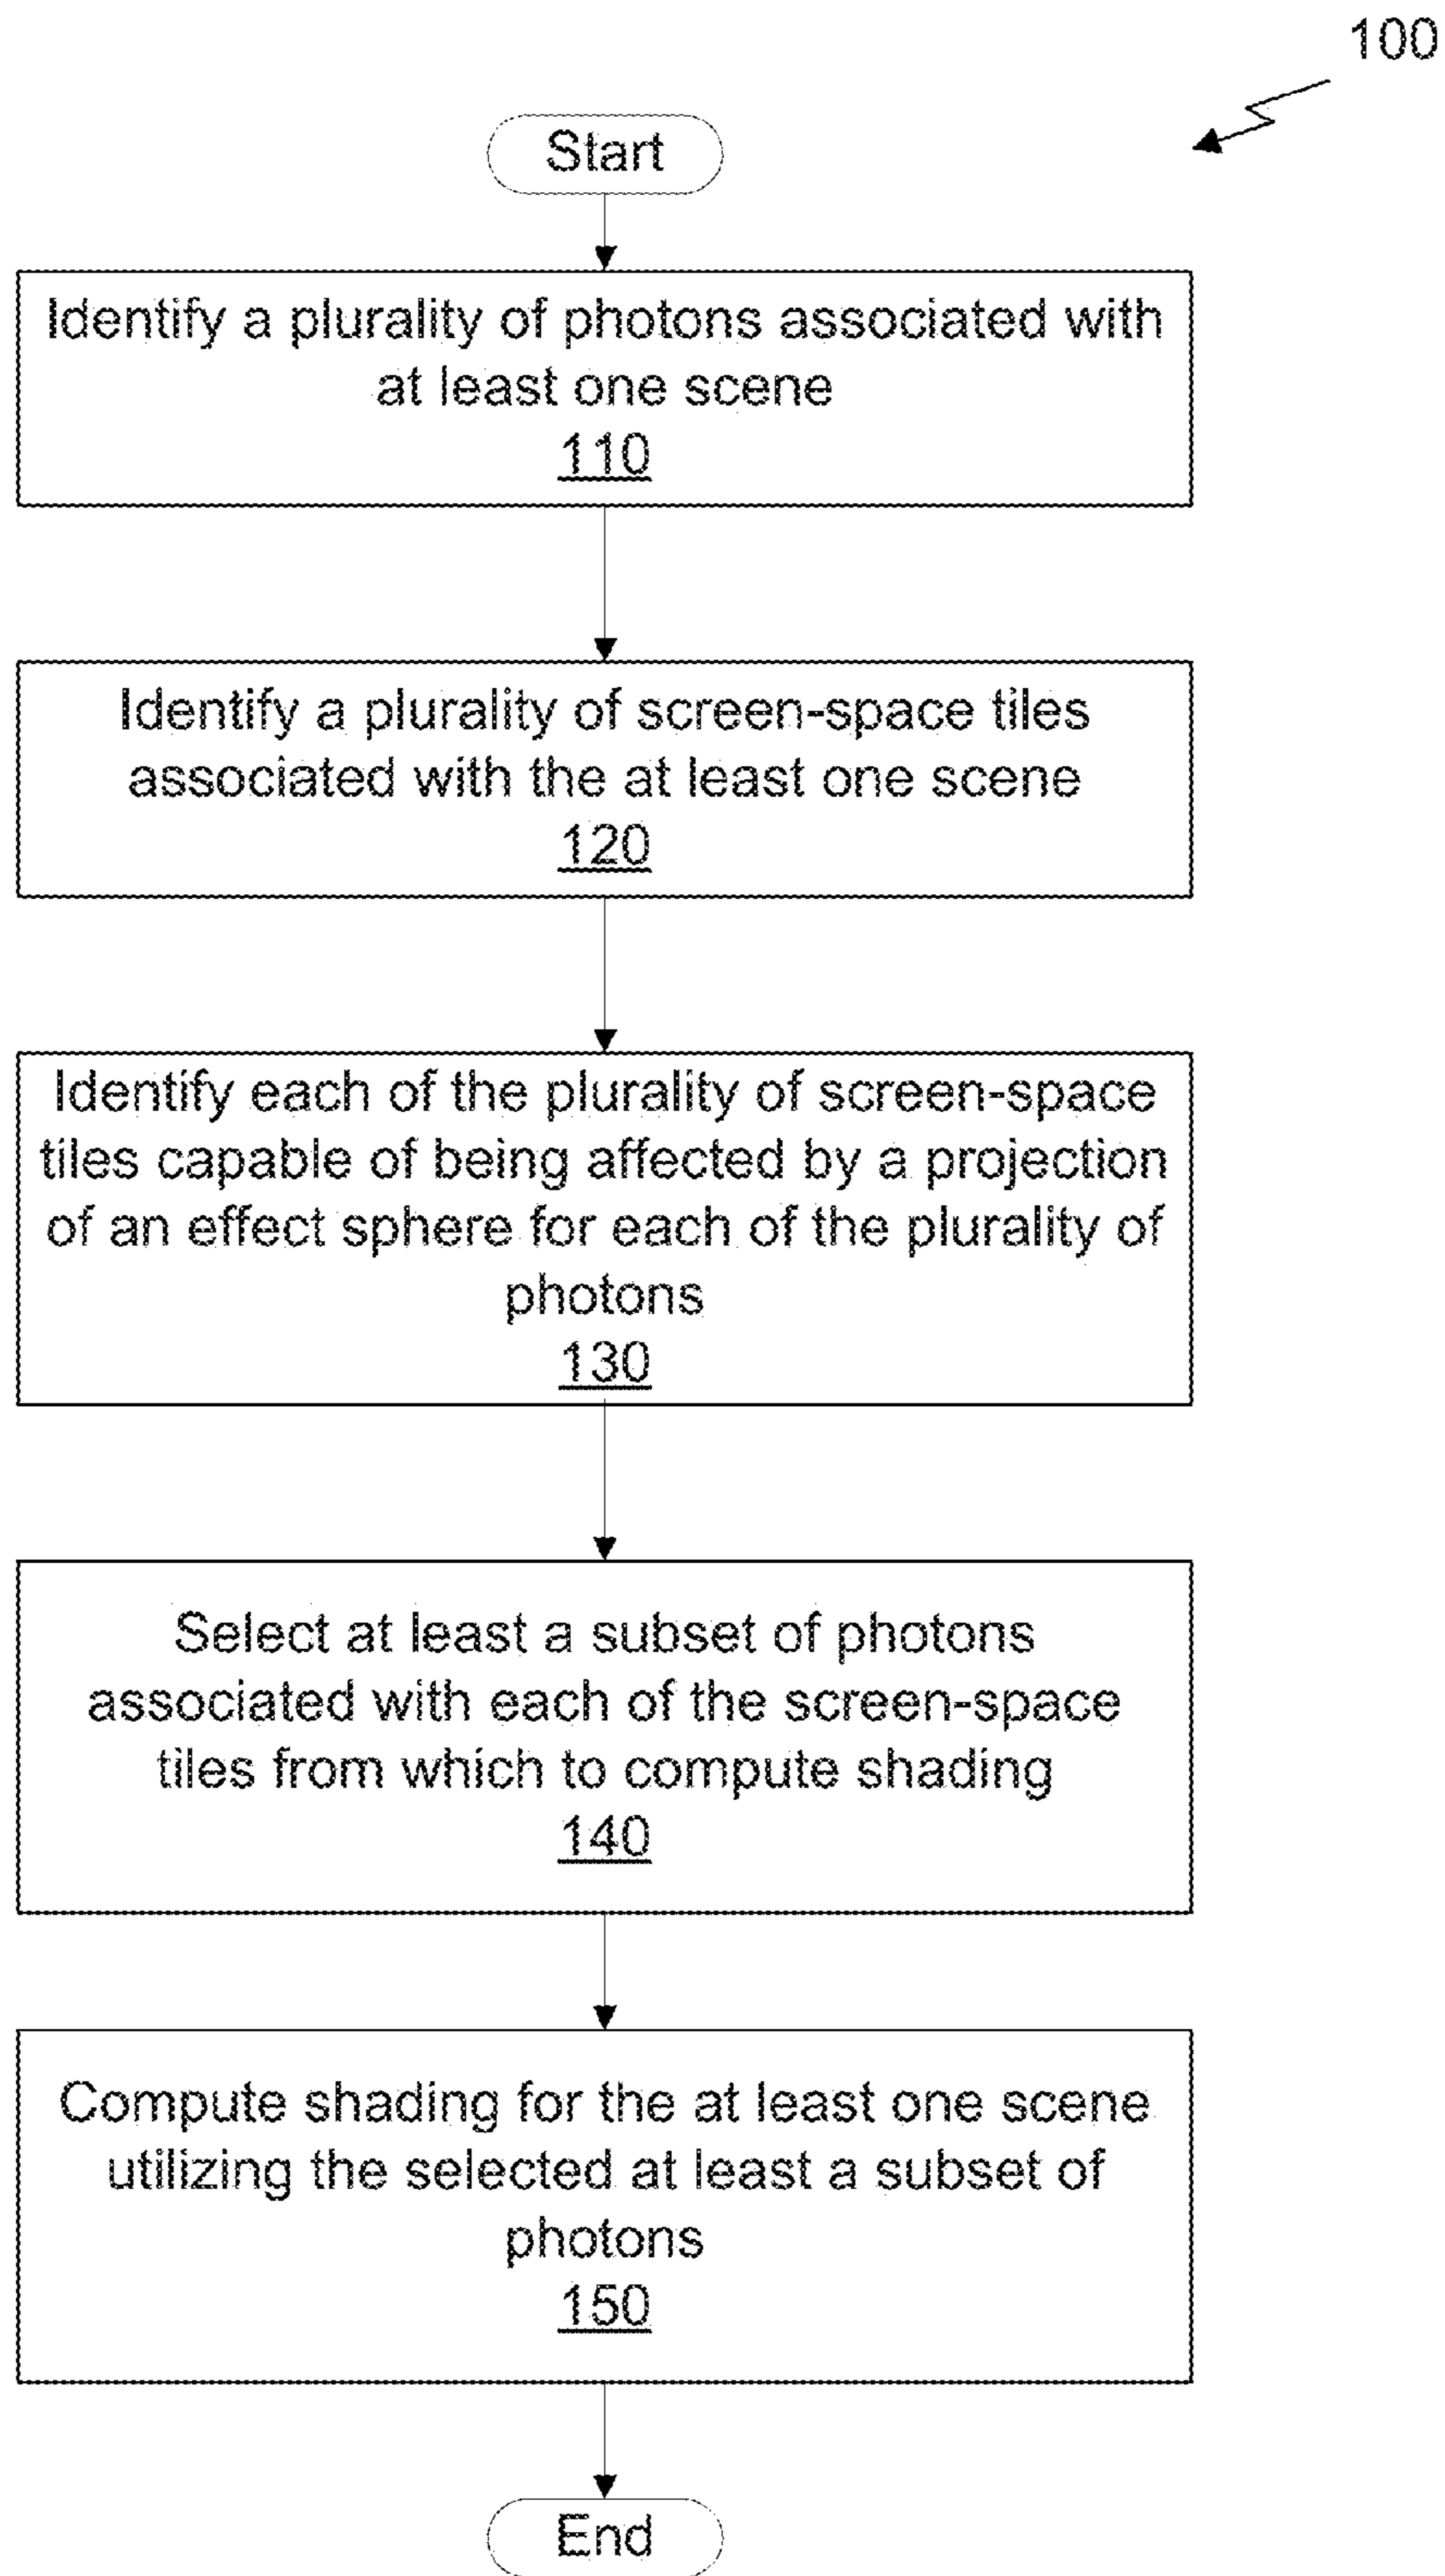 100
Start
Identify a plurality of photons associated with
at least one scene
110
Identify a plurality of screen-space tiles
associated with the at least one scene
120
Identify each of the plurality of screen-space
tiles capable of being affected by a projection
of an effect sphere for each of the plurality of
photons
130
Select at least a subset of photons
associated with each of the screen-space
tiles from which to compute shading
140
Compute shading for the at least one scene
utilizing the selected at least a subset of
photons
150
End